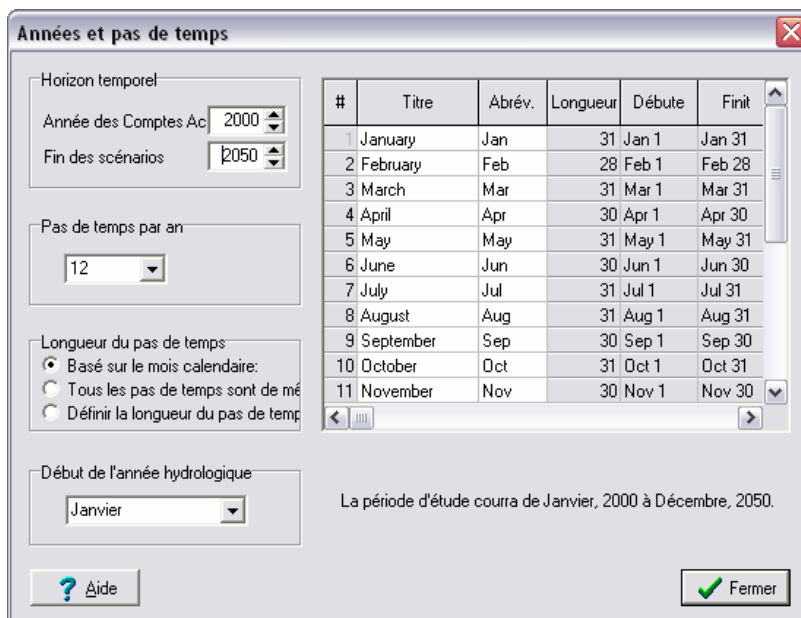 Années et pas de temps
Horizon temporel
Année des Comptes Ac 2000
Fin des scénarios 2050
Pas de temps par an
12
Longueur du pas de temps
Basé sur le mois calendaire:
Tous les pas de temps sont de mé
Définir la longueur du pas de temp
Début de l'année hydrologique
Janvier
# Titre Abrév. Longueur Débute Finit
1 January Jan 31 Jan 1 Jan 31
2 February Feb 28 Feb 1 Feb 28
3 March Mar 31 Mar 1 Mar 31
4 April Apr 30 Apr 1 Apr 30
5 May May 31 May 1 May 31
6 June Jun 30 Jun 1 Jun 30
7 July Jul 31 Jul 1 Jul 31
8 August Aug 31 Aug 1 Aug 31
9 September Sep 30 Sep 1 Sep 30
10 October Oct 31 Oct 1 Oct 31
11 November Nov 30 Nov 1 Nov 30
La période d'étude courra de Janvier, 2000 à Décembre, 2050.
? Aide
Fermer